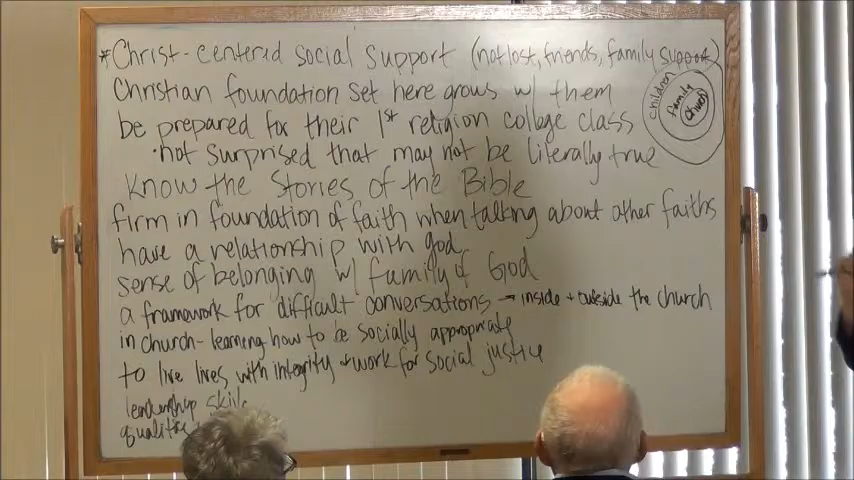 * Christ-centered social support (not lost, friends, family support)
Christian foundation set here grows w/ them
be prepared for their 1st religion college class
• not surprised that may not be literally true
Know the Stories of the Bible
firm in foundation of faith when talking about other faiths
have a relationship with god
sense of belonging w/ family of God
a framework for difficult conversations → inside + outside the church
in church - learning how to be socially appropriate
to live lives with integrity + work for social justice
leadership skills
qualities
children
family
church